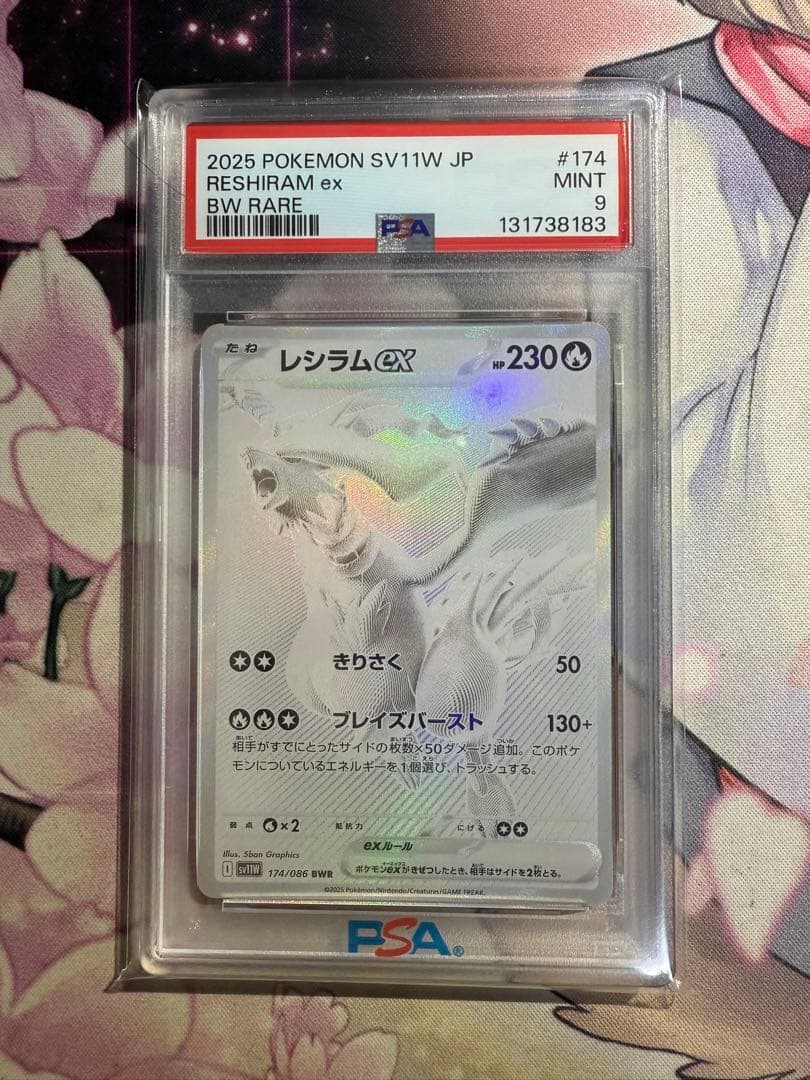 2025 POKEMON SV11W JP #174
RESHIRAM ex MINT
BW RARE 9
PSA 131738183
たね レシラムex HP230
きりさく 50
ブレイズバースト 130+
相手がすでにとったサイドの枚数×50ダメージ追加。このポケ
モンについているエネルギーを1個選び、トラッシュする。
弱点 ×2 抵抗力 にげる
exルール
Illus. 5ban Graphics
I sv11W 174/086 BWR ポケモンexがきぜつしたとき、相手はサイドを2枚とる。
©2025 Pokémon/Nintendo/Creatures/GAME FREAK.
PSA®